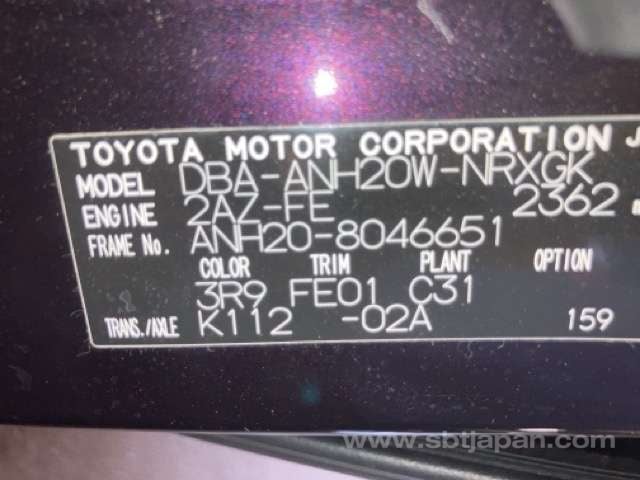 TOYOTA MOTOR CORPORATION J
MODEL DBA-ANH20W-NRXGK
ENGINE 2AZ-FE 2362
FRAME No. ANH20-8046651
COLOR TRIM PLANT OPTION
3R9 FE01 C31
TRANS./AXLE K112 -02A 159
www.sbtjapan.com